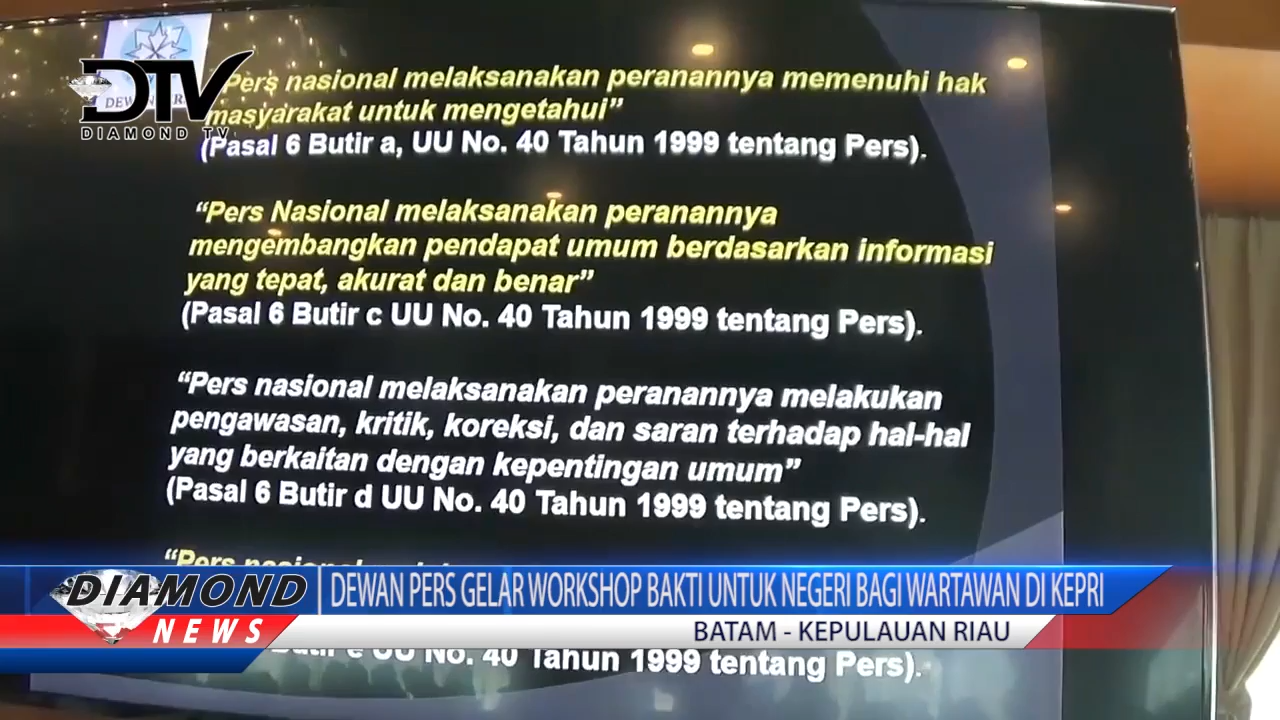 DTV
DIAMOND TV
Pers nasional melaksanakan peranannya memenuhi hak
masyarakat untuk mengetahui”
(Pasal 6 Butir a, UU No. 40 Tahun 1999 tentang Pers).
“Pers Nasional melaksanakan peranannya
mengembangkan pendapat umum berdasarkan informasi
yang tepat, akurat dan benar”
(Pasal 6 Butir c UU No. 40 Tahun 1999 tentang Pers).
“Pers nasional melaksanakan peranannya melakukan
pengawasan, kritik, koreksi, dan saran terhadap hal-hal
yang berkaitan dengan kepentingan umum”
(Pasal 6 Butir d UU No. 40 Tahun 1999 tentang Pers).
“Pers nasional
DIAMOND NEWS
DEWAN PERS GELAR WORKSHOP BAKTI UNTUK NEGERI BAGI WARTAWAN DI KEPRI
BATAM - KEPULAUAN RIAU
UU No. 40 Tahun 1999 tentang Pers).